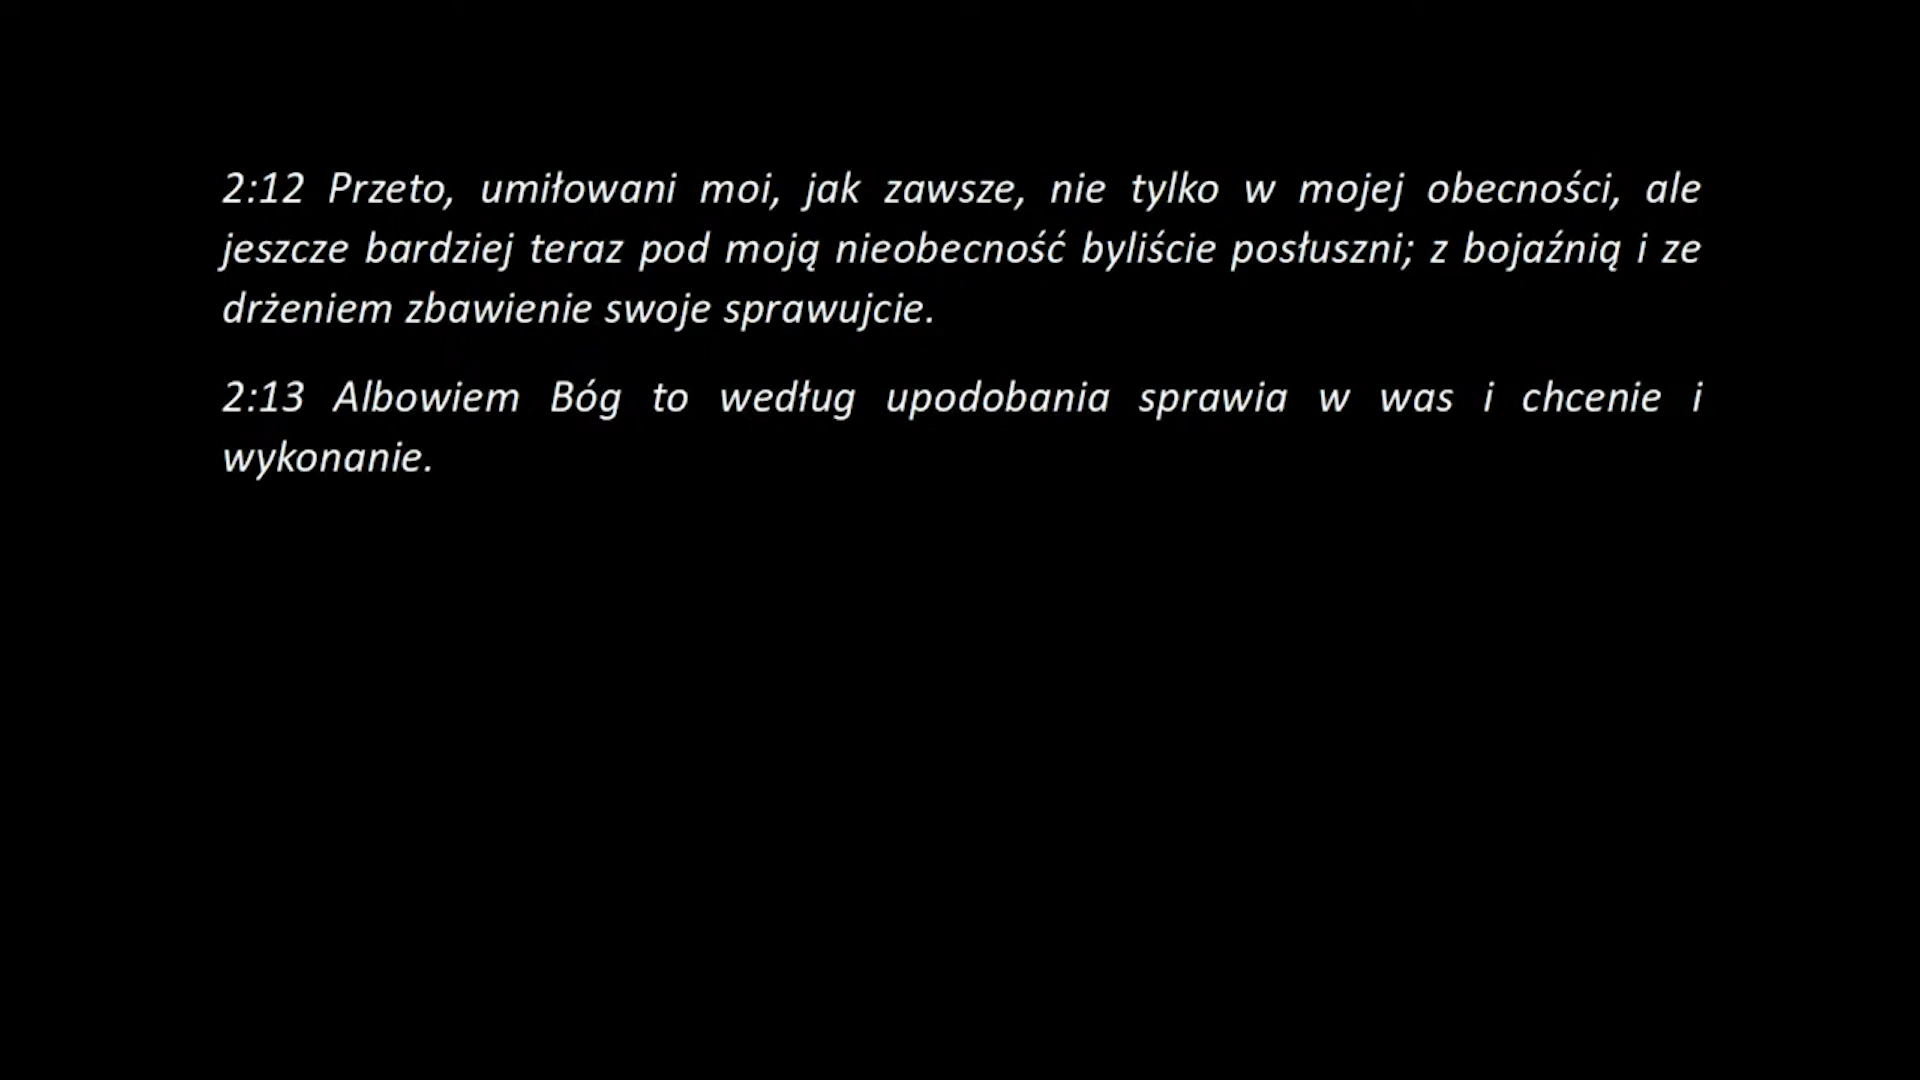 2:12 Przeto, umiłowani moi, jak zawsze, nie tylko w mojej obecności, ale
jeszcze bardziej teraz pod moją nieobecność byliście posłuszni; z bojaźnią i ze
drżeniem zbawienie swoje sprawujcie.
2:13 Albowiem Bóg to według upodobania sprawia w was i chcenie i
wykonanie.